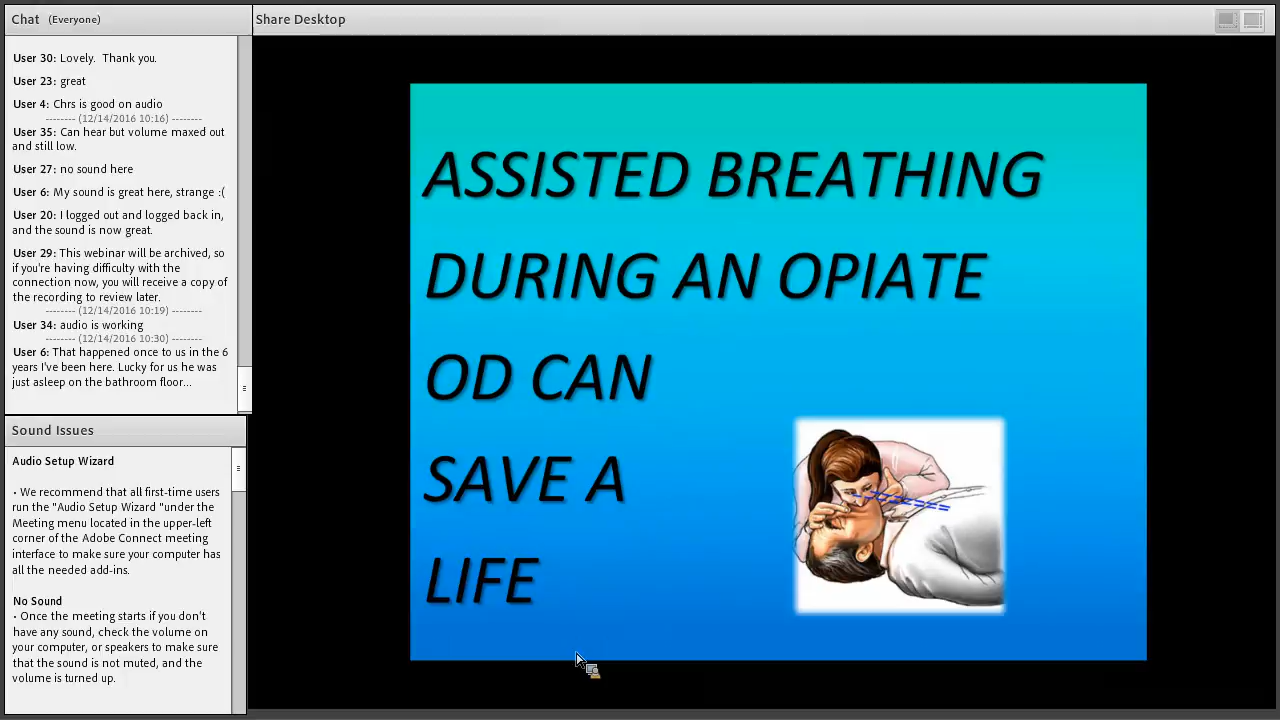 Chat (Everyone)
User 30: Lovely. Thank you.
User 23: great
User 4: Chrs is good on audio
-------- (12/14/2016 10:16) --------
User 35: Can hear but volume maxed out
and still low.
User 27: no sound here
User 6: My sound is great here, strange :(
User 20: I logged out and logged back in,
and the sound is now great.
User 29: This webinar will be archived, so
if you're having difficulty with the
connection now, you will receive a copy of
the recording to review later.
-------- (12/14/2016 10:19) --------
User 34: audio is working
-------- (12/14/2016 10:30) --------
User 6: That happened once to us in the 6
years I've been here. Lucky for us he was
just asleep on the bathroom floor...
Sound Issues
Audio Setup Wizard
• We recommend that all first-time users
run the "Audio Setup Wizard "under the
Meeting menu located in the upper-left
corner of the Adobe Connect meeting
interface to make sure your computer has
all the needed add-ins.
No Sound
• Once the meeting starts if you don't
have any sound, check the volume on
your computer, or speakers to make sure
that the sound is not muted, and the
volume is turned up.
Share Desktop
ASSISTED BREATHING
DURING AN OPIATE
OD CAN
SAVE A
LIFE